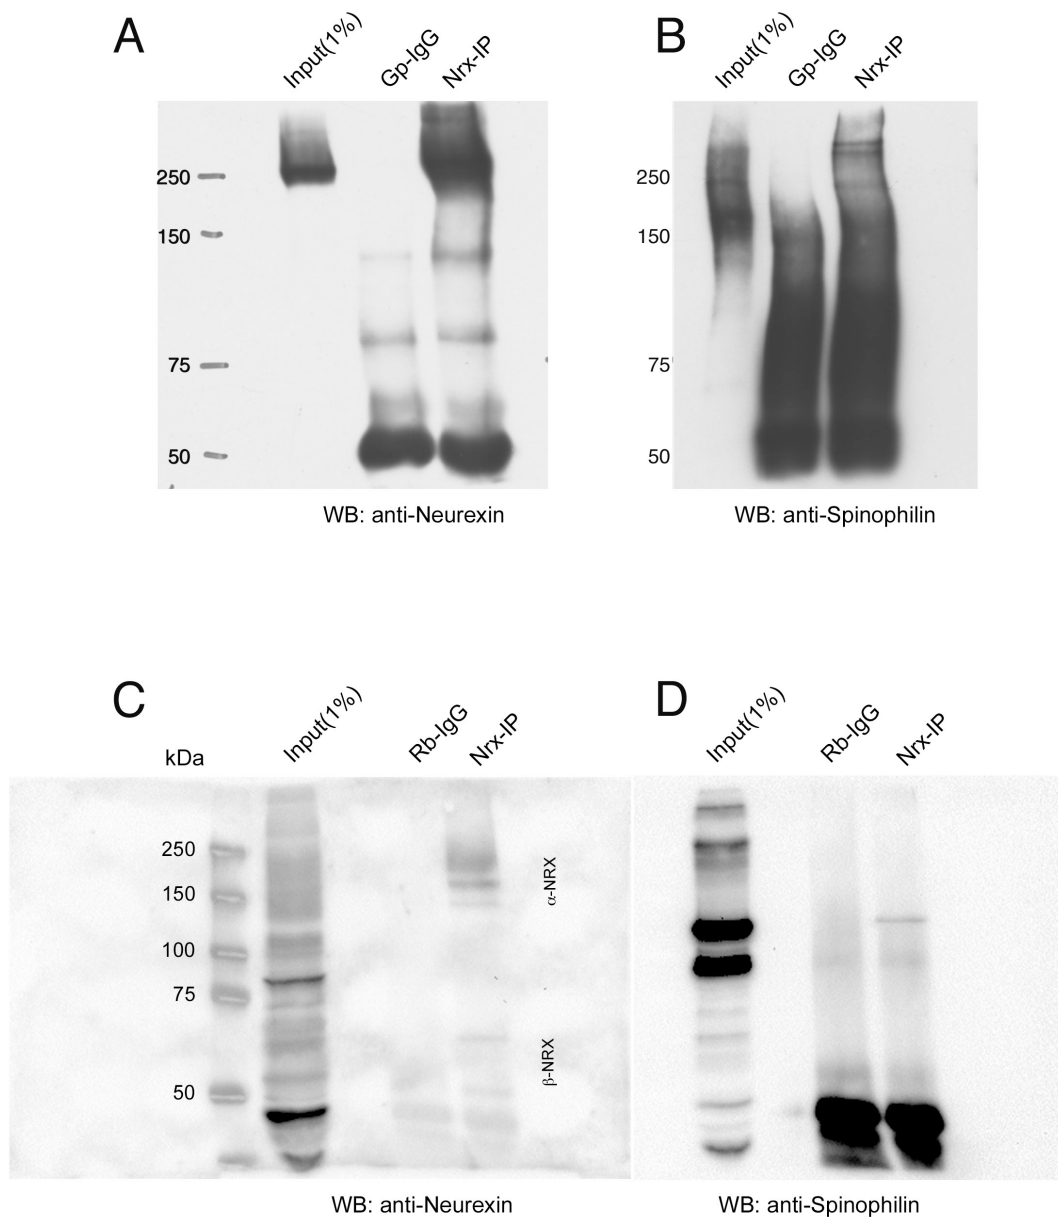 A
Input(1%)
Gp-IgG
Nrx-IP
250
150
75
50
WB: anti-Neurexin
B
Input(1%)
Gp-IgG
Nrx-IP
250
150
75
50
WB: anti-Spinophilin
C
kDa
Input(1%)
Rb-IgG
Nrx-IP
250
150
100
75
50
α-NRX
β-NRX
WB: anti-Neurexin
D
Input(1%)
Rb-IgG
Nrx-IP
WB: anti-Spinophilin